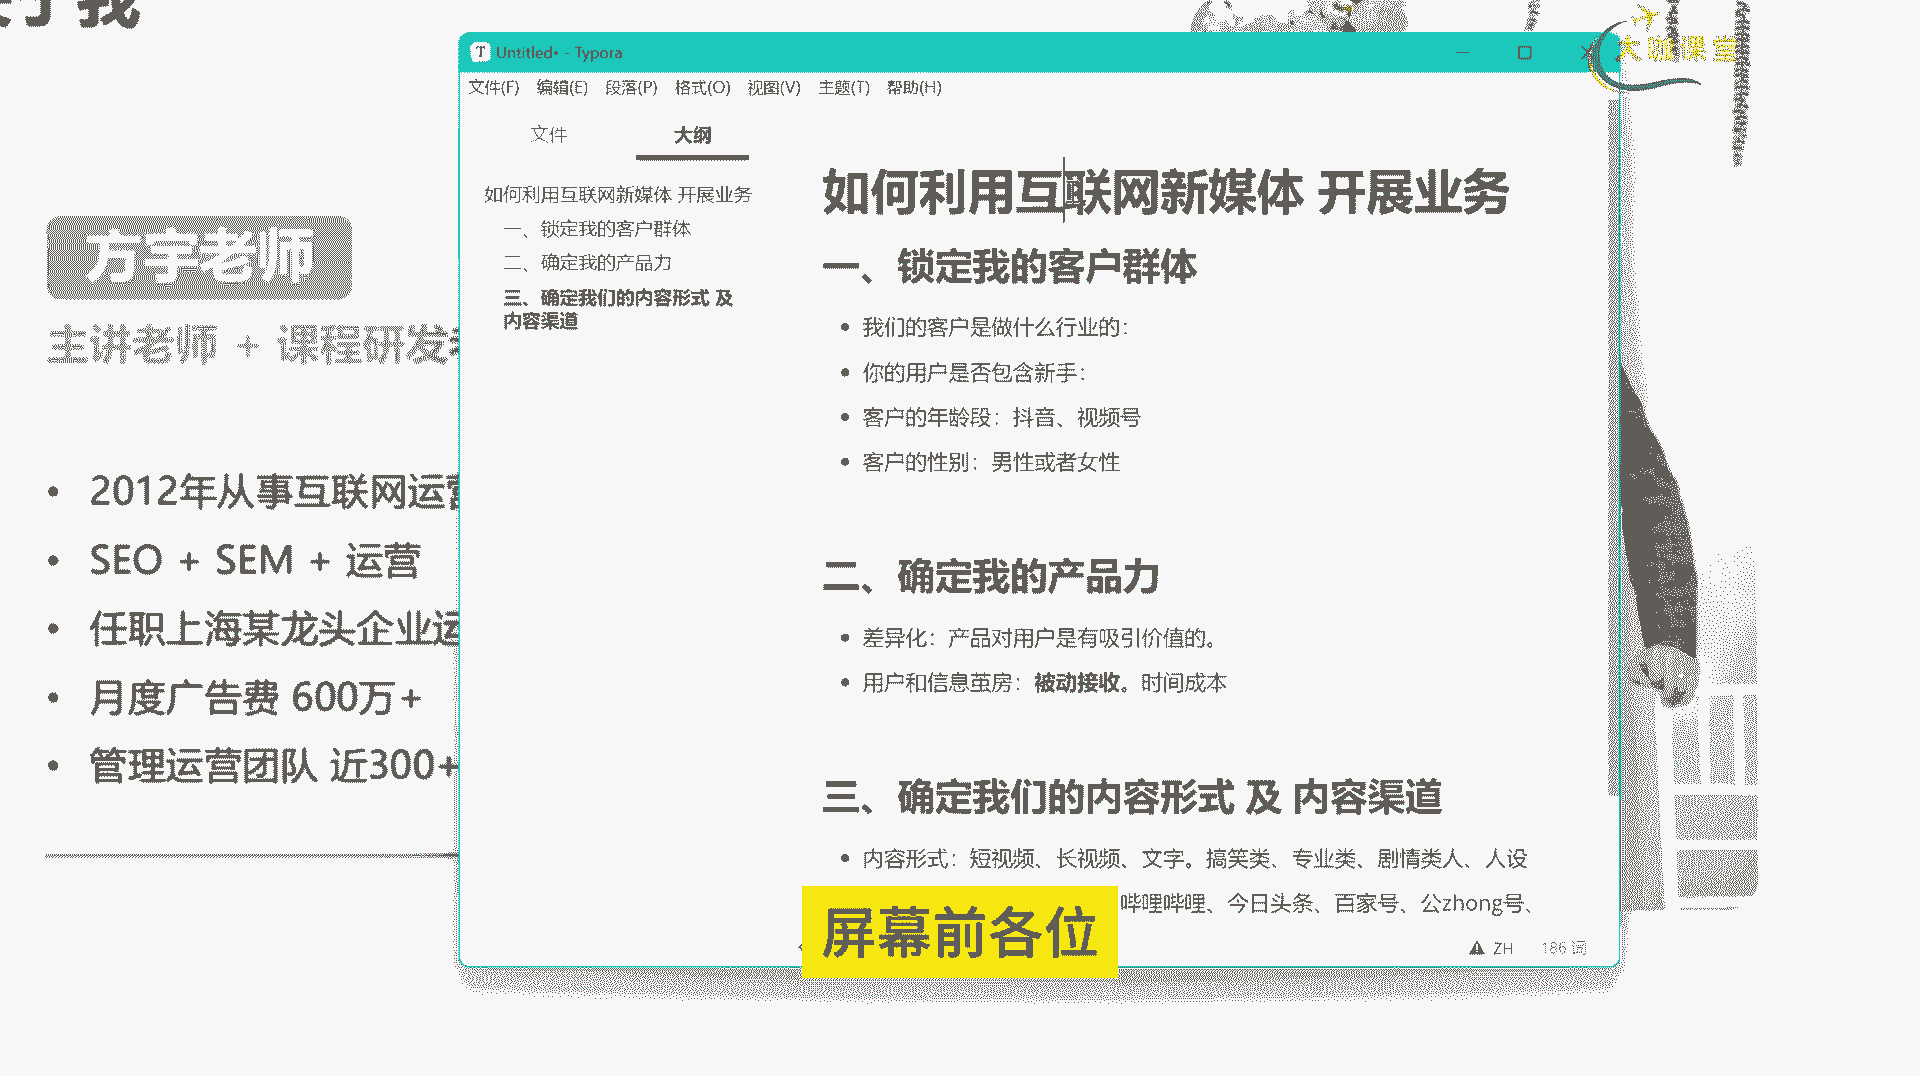 于我
大咖课堂
方宇老师
主讲老师 + 课程研发
2012年从事互联网运营
SEO + SEM + 运营
任职上海某龙头企业运
月度广告费 600万+
管理运营团队 近300+
Untitled• - Typora
文件(F) 编辑(E) 段落(P) 格式(O) 视图(V) 主题(T) 帮助(H)
文件 大纲
如何利用互联网新媒体 开展业务
一、锁定我的客户群体
二、确定我的产品力
三、确定我们的内容形式 及
内容渠道
如何利用互联网新媒体 开展业务
一、锁定我的客户群体
我们的客户是做什么行业的：
你的用户是否包含新手：
客户的年龄段：抖音、视频号
客户的性别：男性或者女性
二、确定我的产品力
差异化：产品对用户是有吸引价值的。
用户和信息茧房：被动接收。时间成本
三、确定我们的内容形式 及 内容渠道
内容形式：短视频、长视频、文字。搞笑类、专业类、剧情类人、人设
哔哩哔哩、今日头条、百家号、公zhong号、
屏幕前各位
ZH 186 词